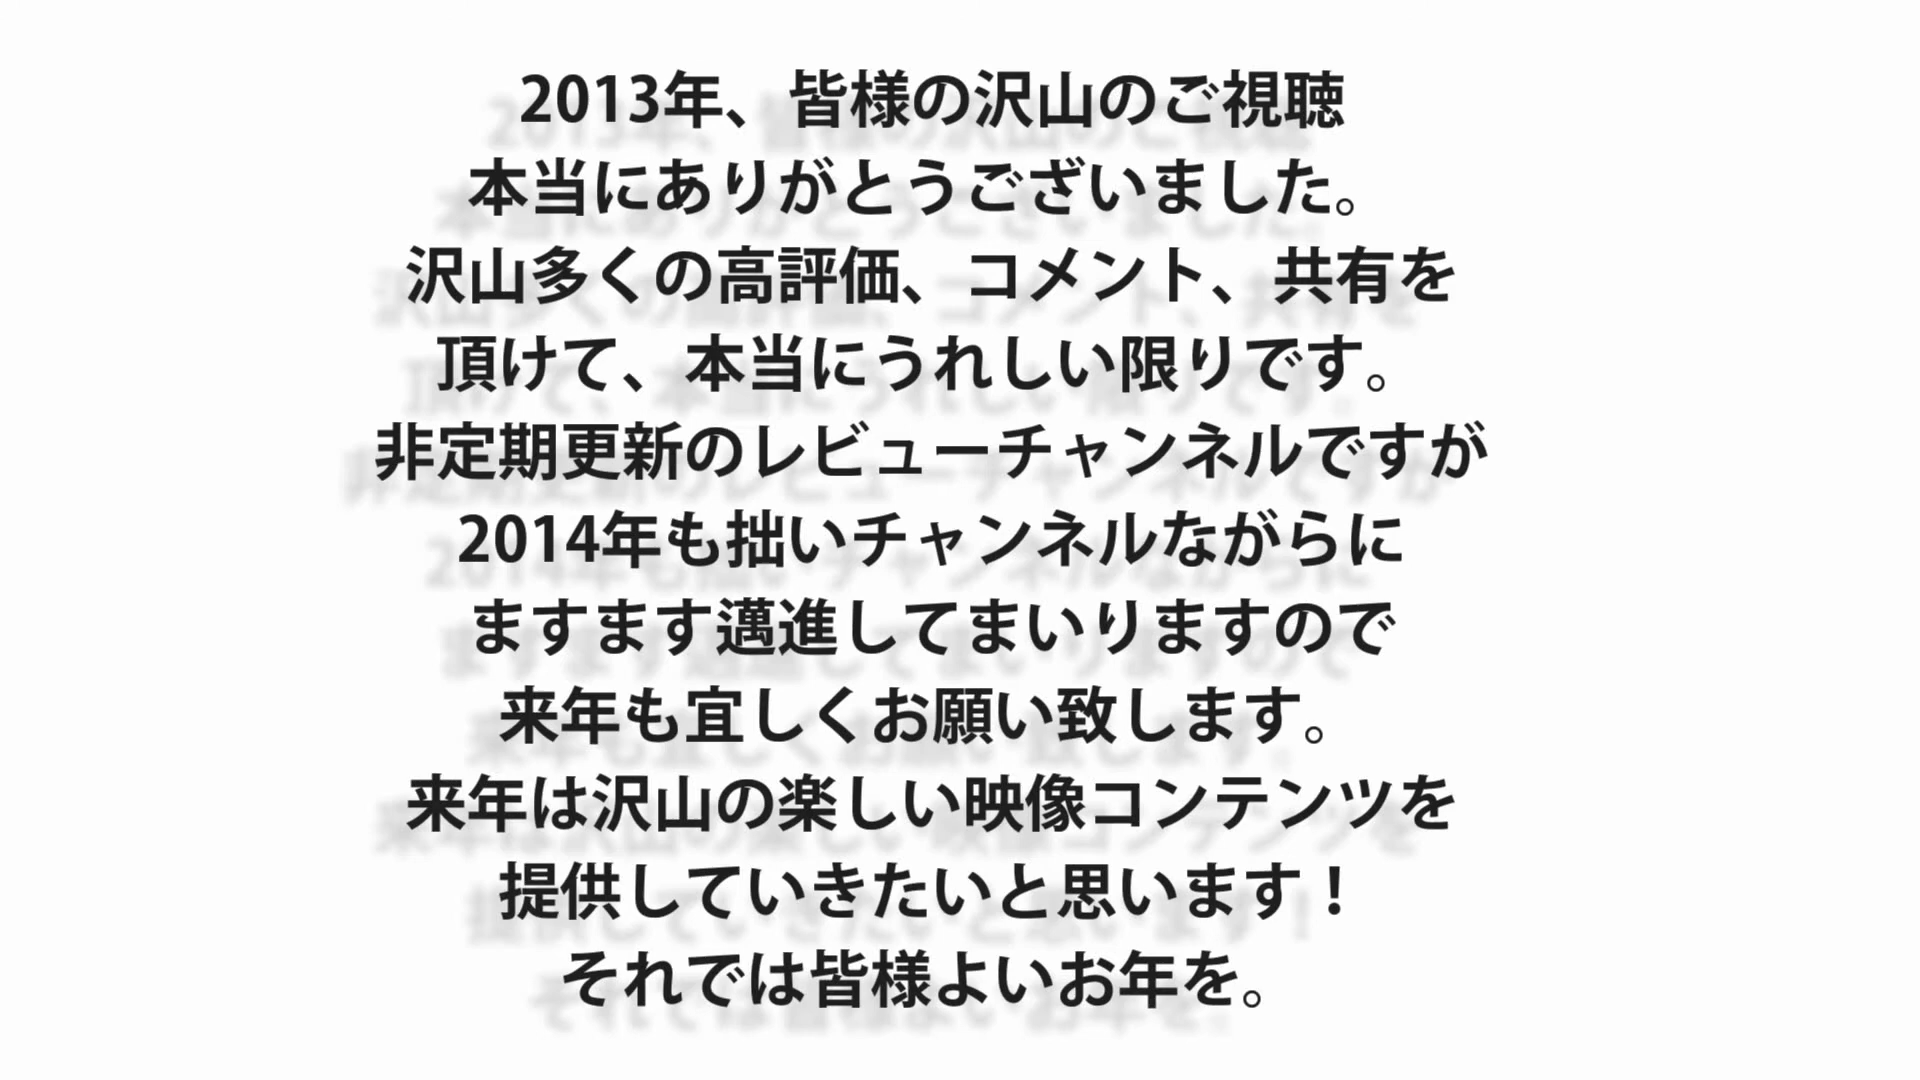 2013年、皆様の沢山のご視聴
本当にありがとうございました。
沢山多くの高評価、コメント、共有を
頂けて、本当にうれしい限りです。
非定期更新のレビューチャンネルですが
2014年も拙いチャンネルながらに
ますます邁進してまいりますので
来年も宜しくお願い致します。
来年は沢山の楽しい映像コンテンツを
提供していきたいと思います！
それでは皆様よいお年を。